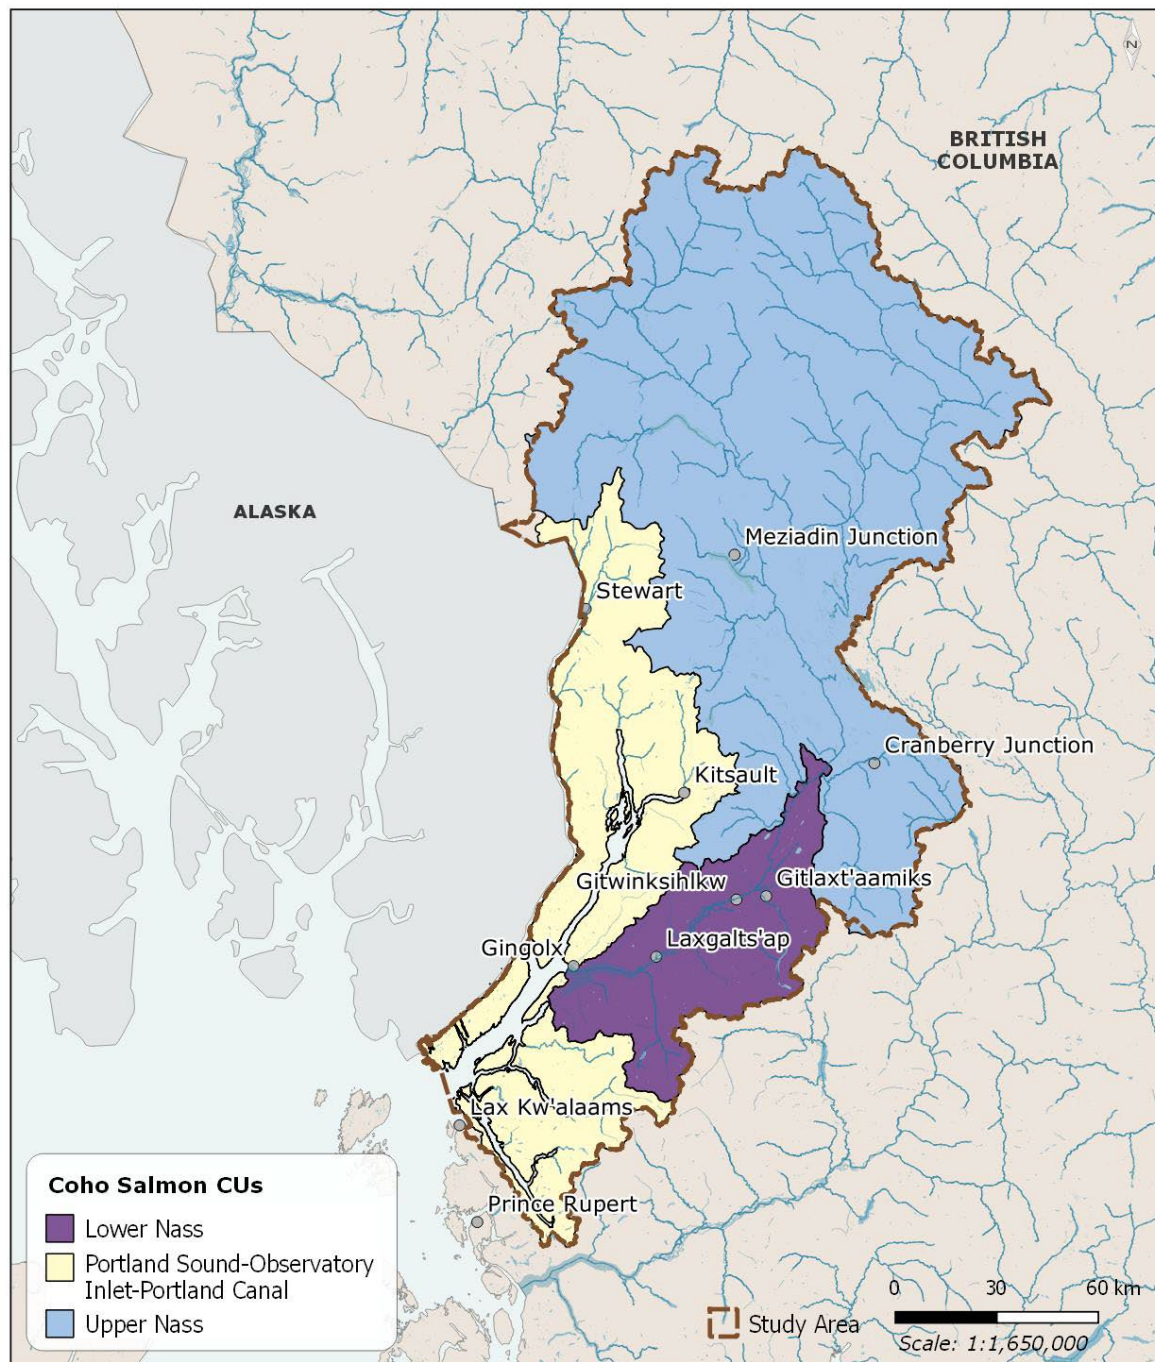 N
BRITISH
COLUMBIA
ALASKA
Meziadin Junction
Stewart
Cranberry Junction
Kitsault
Gitwinksihlkw
Gitlaxt'aamiks
Laxgalts'ap
Gingolx
Lax Kw'alaams
Prince Rupert
Coho Salmon CUs
Lower Nass
Portland Sound-Observatory
Inlet-Portland Canal
Upper Nass
0 30 60 km
Study Area
Scale: 1:1,650,000